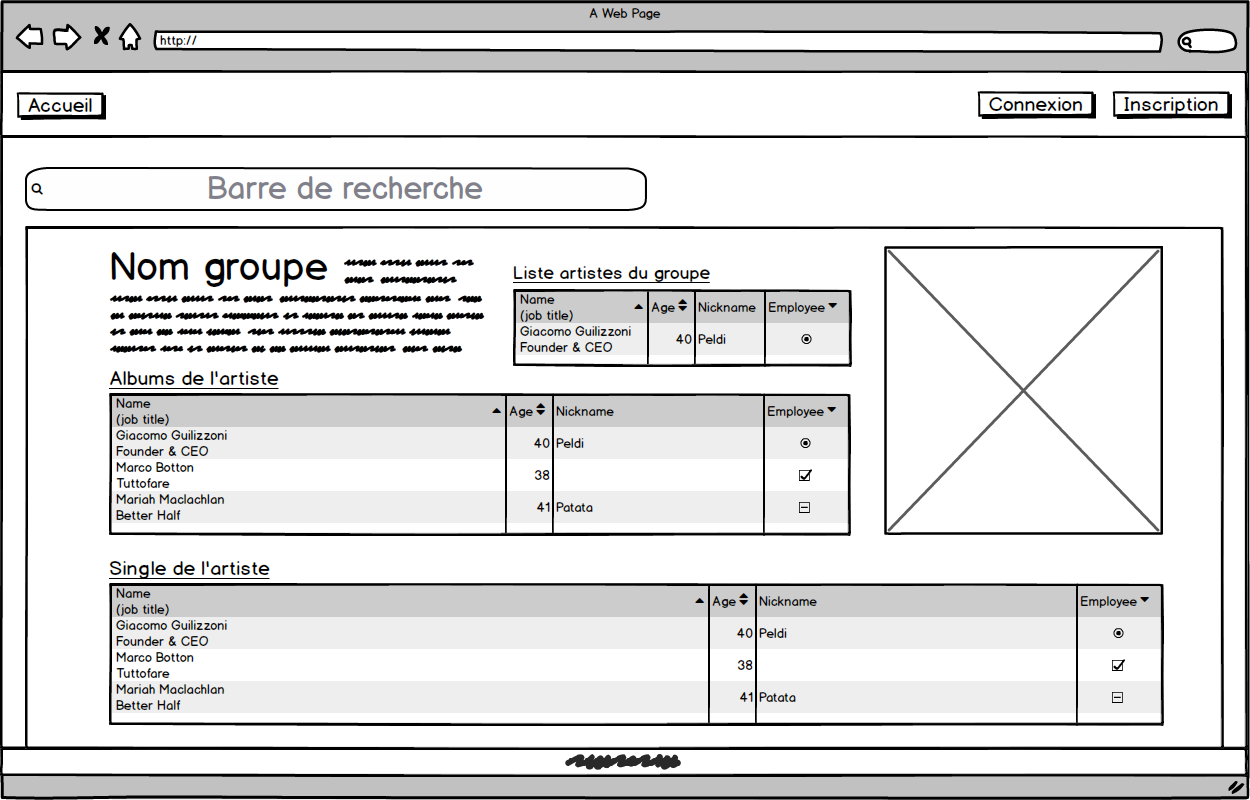 A Web Page
http://
Accueil
Connexion
Inscription
Barre de recherche
Nom groupe
Liste artistes du groupe
Name
(job title)
Age
Nickname
Employee
Giacomo Guilizzoni
Founder & CEO
40
Peldi
Albums de l'artiste
Name
(job title)
Age
Nickname
Employee
Giacomo Guilizzoni
Founder & CEO
40
Peldi
Marco Botton
Tuttofare
38
Mariah Maclachlan
Better Half
41
Patata
Single de l'artiste
Name
(job title)
Age
Nickname
Employee
Giacomo Guilizzoni
Founder & CEO
40
Peldi
Marco Botton
Tuttofare
38
Mariah Maclachlan
Better Half
41
Patata